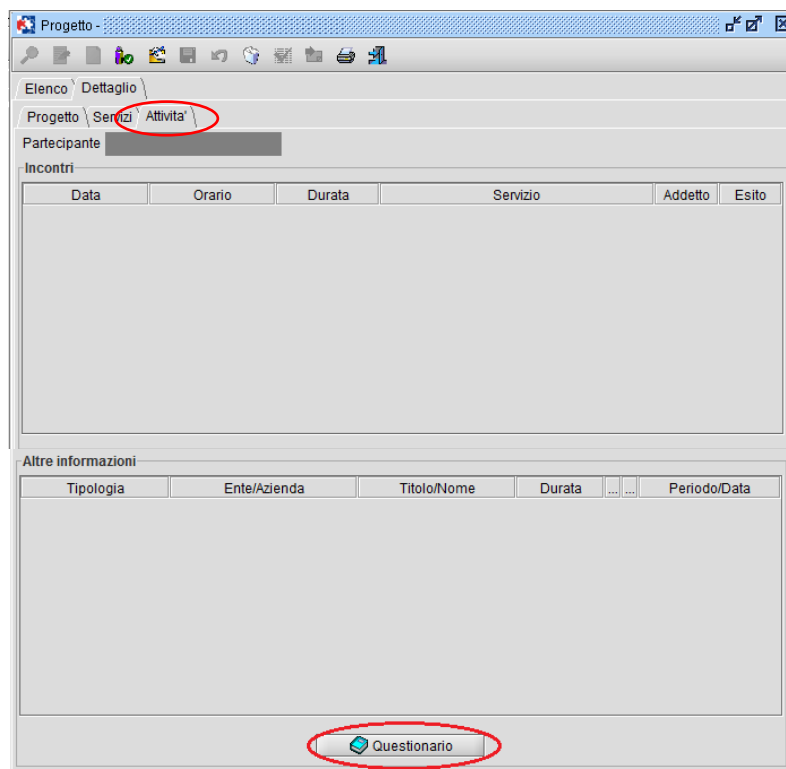 Progetto -
Elenco Dettaglio
Progetto Servizi Attivita'
Partecipante
Incontri
Data Orario Durata Servizio Addetto Esito
Altre informazioni
Tipologia Ente/Azienda Titolo/Nome Durata ... ... Periodo/Data
Questionario